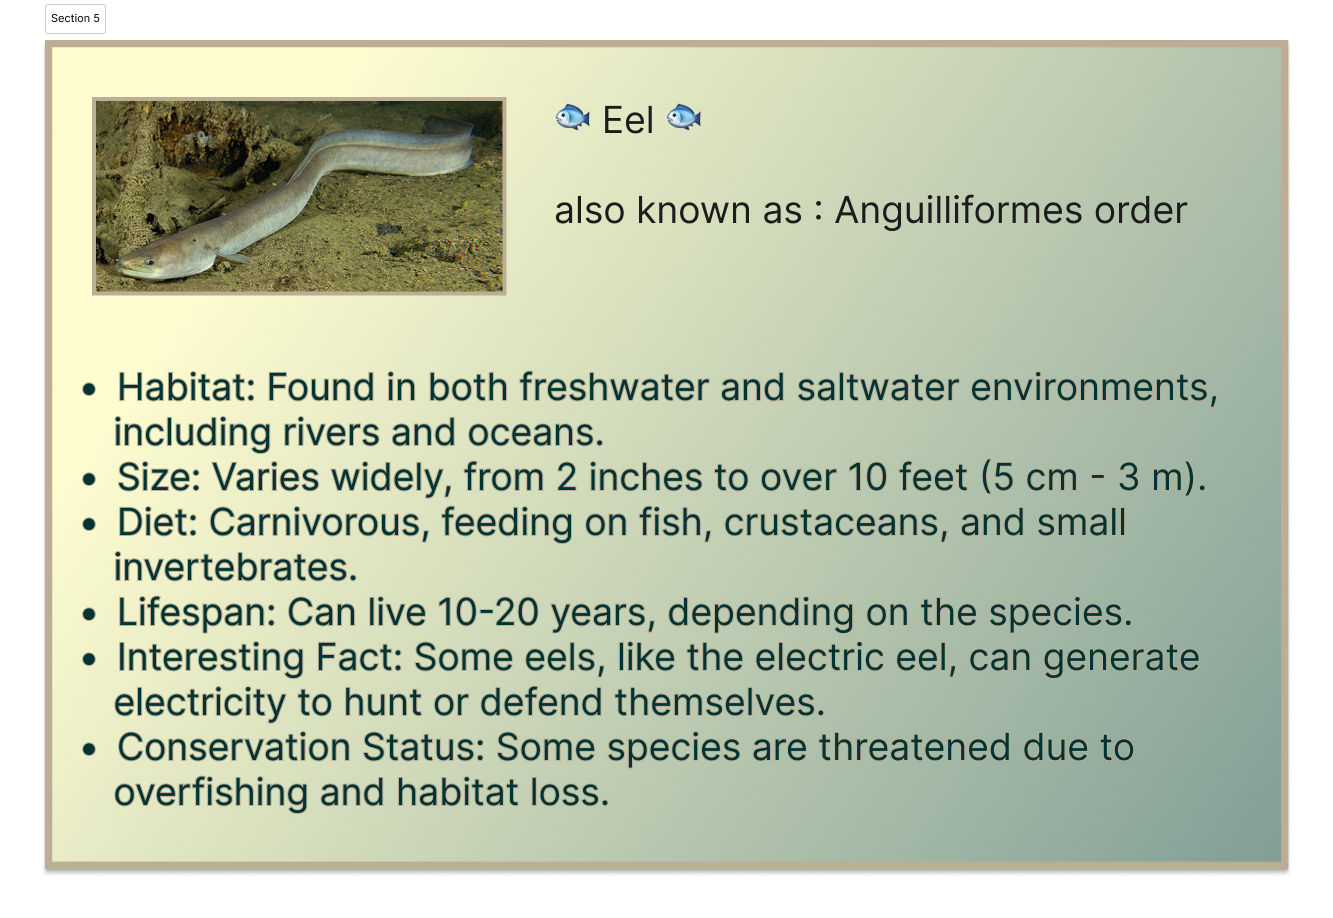 Section 5
🐟 Eel 🐟
also known as : Anguilliformes order
• Habitat: Found in both freshwater and saltwater environments,
including rivers and oceans.
• Size: Varies widely, from 2 inches to over 10 feet (5 cm - 3 m).
• Diet: Carnivorous, feeding on fish, crustaceans, and small
invertebrates.
• Lifespan: Can live 10-20 years, depending on the species.
• Interesting Fact: Some eels, like the electric eel, can generate
electricity to hunt or defend themselves.
• Conservation Status: Some species are threatened due to
overfishing and habitat loss.